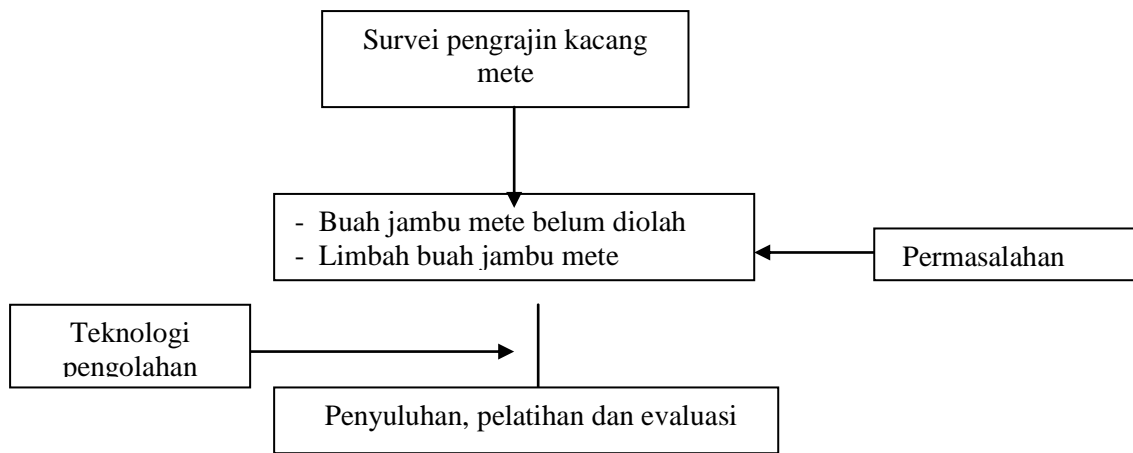 Survei pengrajin kacang
mete
- Buah jambu mete belum diolah
- Limbah buah jambu mete
Permasalahan
Teknologi
pengolahan
Penyuluhan, pelatihan dan evaluasi